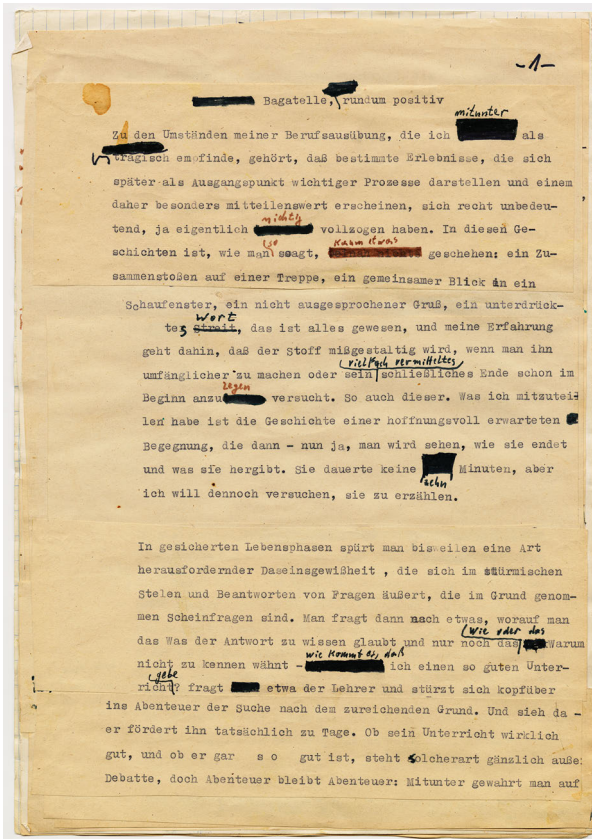 -1-
Bagatelle, rundum positiv
mitunter
Zu den Umständen meiner Berufsausübung, die ich als
tragisch empfinde, gehört, daß bestimmte Erlebnisse, die sich
später als Ausgangspunkt wichtiger Prozesse darstellen und einem
daher besonders mitteilenswert erscheinen, sich recht unbedeu-
nichtig
tend, ja eigentlich vollzogen haben. In diesen Ge-
so kaum etwas
schichten ist, wie man sagt, geschehen: ein Zu-
sammenstoßen auf einer Treppe, ein gemeinsamer Blick in ein
Schaufenster, ein nicht ausgesprochener Gruß, ein unterdrück-
Wort
tes Streit, das ist alles gewesen, und meine Erfahrung
geht dahin, daß der Stoff mißgestaltig wird, wenn man ihn
vielfach vermitteltes
umfänglicher zu machen oder sein schließliches Ende schon im
zeigen
Beginn anzu versucht. So auch dieser. Was ich mitzutei-
len habe ist die Geschichte einer hoffnungsvoll erwarteten
Begegnung, die dann - nun ja, man wird sehen, wie sie endet
und was sie hergibt. Sie dauerte keine Minuten, aber
zehn
ich will dennoch versuchen, sie zu erzählen.
In gesicherten Lebensphasen spürt man bisweilen eine Art
herausfordernder Daseinsgewißheit , die sich im stürmischen
Stelen und Beantworten von Fragen äußert, die im Grund genom-
men Scheinfragen sind. Man fragt dann nach etwas, worauf man
wie oder das
das Was der Antwort zu wissen glaubt und nur noch das warum
wie kommt es, daß
nicht zu kennen wähnt - ich einen so guten Unter-
gebe
richt? fragt etwa der Lehrer und stürzt sich kopfüber
ins Abenteuer der Suche nach dem zureichenden Grund. Und sieh da -
er fördert ihn tatsächlich zu Tage. Ob sein Unterricht wirklich
gut, und ob er gar s o gut ist, steht solcherart gänzlich auße
Debatte, doch Abenteuer bleibt Abenteuer: Mitunter gewahrt man auf